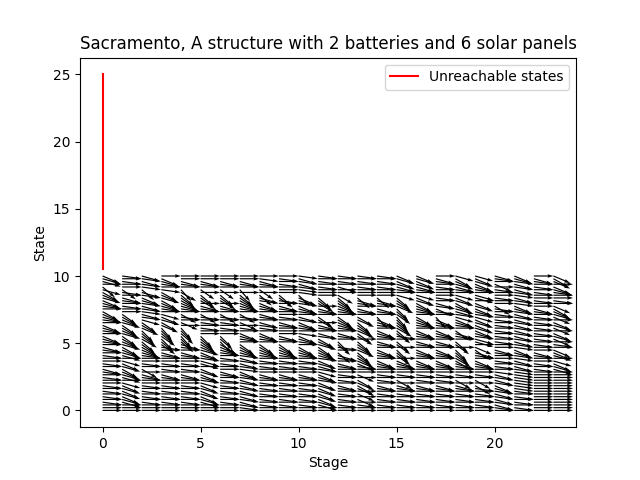 Sacramento, A structure with 2 batteries and 6 solar panels
Unreachable states
25
20
15
10
5
0
State
0 5 10 15 20
Stage